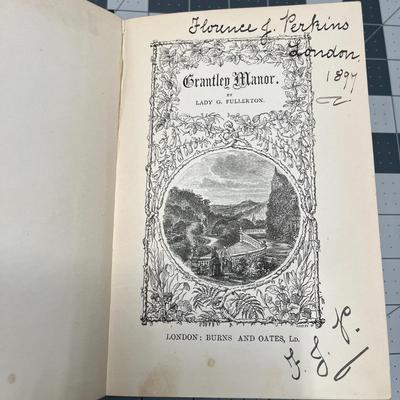 Florence J. Perkins
London,
1897
Grantley Manor.
BY
LADY G. FULLERTON.
LONDON: BURNS AND OATES, LD.
F. J. P.